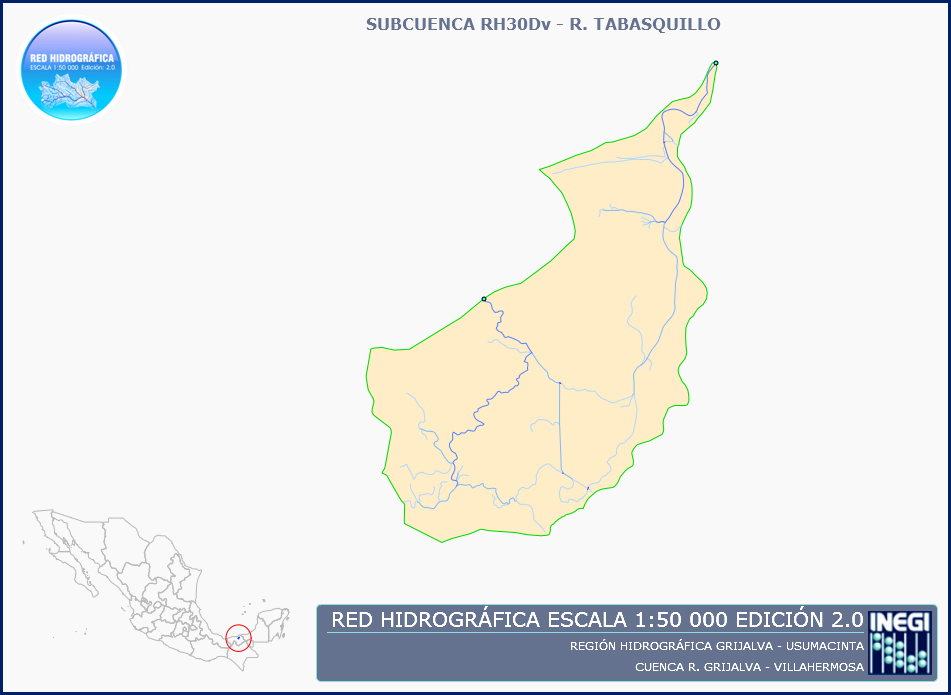 SUBCUENCA RH30Dv - R. TABASQUILLO
RED HIDROGRÁFICA
ESCALA 1:50 000 Edición: 2.0
RED HIDROGRÁFICA ESCALA 1:50 000 EDICIÓN 2.0
REGIÓN HIDROGRÁFICA GRIJALVA - USUMACINTA
CUENCA R. GRIJALVA - VILLAHERMOSA
INEGI